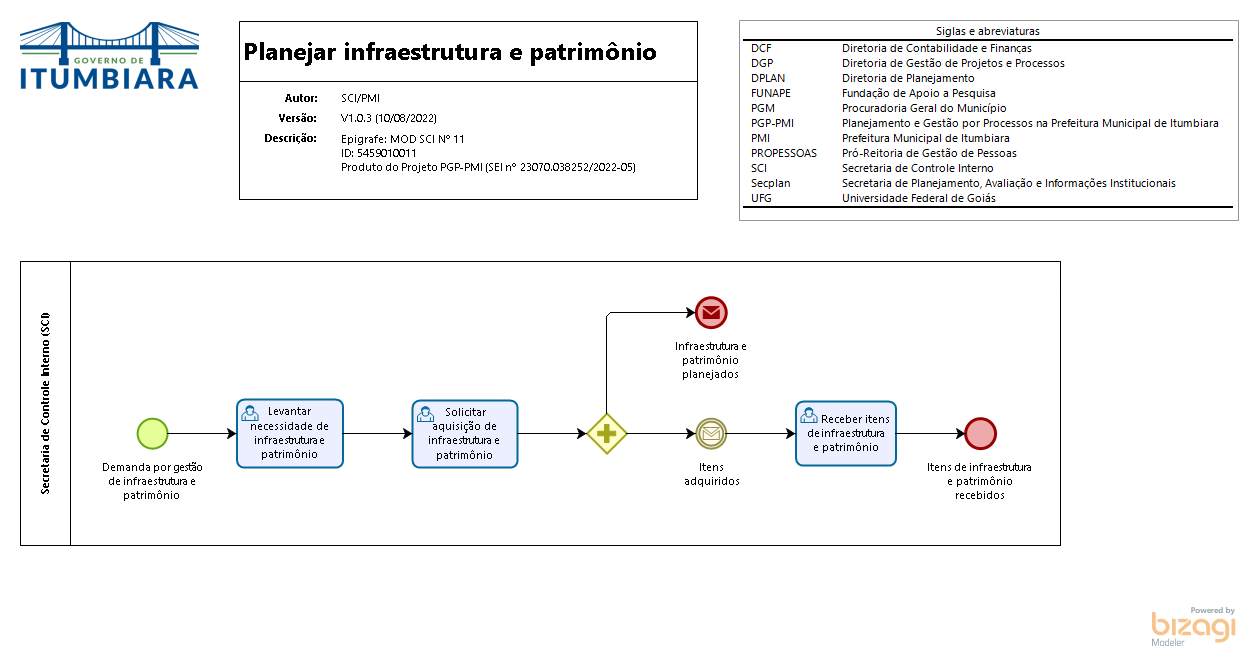 GOVERNO DE
ITUMBIARA
Planejar infraestrutura e patrimônio
Autor: SCI/PMI
Versão: V1.0.3 (10/08/2022)
Descrição: Epigrafe: MOD SCI Nº 11
ID: 5459010011
Produto do Projeto PGP-PMI (SEI nº 23070.038252/2022-05)
Siglas e abreviaturas
DCF Diretoria de Contabilidade e Finanças
DGP Diretoria de Gestão de Projetos e Processos
DPLAN Diretoria de Planejamento
FUNAPE Fundação de Apoio a Pesquisa
PGM Procuradoria Geral do Município
PGP-PMI Planejamento e Gestão por Processos na Prefeitura Municipal de Itumbiara
PMI Prefeitura Municipal de Itumbiara
PROPESSOAS Pró-Reitoria de Gestão de Pessoas
SCI Secretaria de Controle Interno
Secplan Secretaria de Planejamento, Avaliação e Informações Institucionais
UFG Universidade Federal de Goiás
Secretaria de Controle Interno (SCI)
Demanda por gestão
de infraestrutura e
patrimônio
Levantar
necessidade de
infraestrutura e
patrimônio
Solicitar
aquisição de
infraestrutura e
patrimônio
Infraestrutura e
patrimônio
planejados
Itens
adquiridos
Receber itens
de infraestrutura
e patrimônio
Itens de infraestrutura
e patrimônio
recebidos
Powered by
bizagi
Modeler